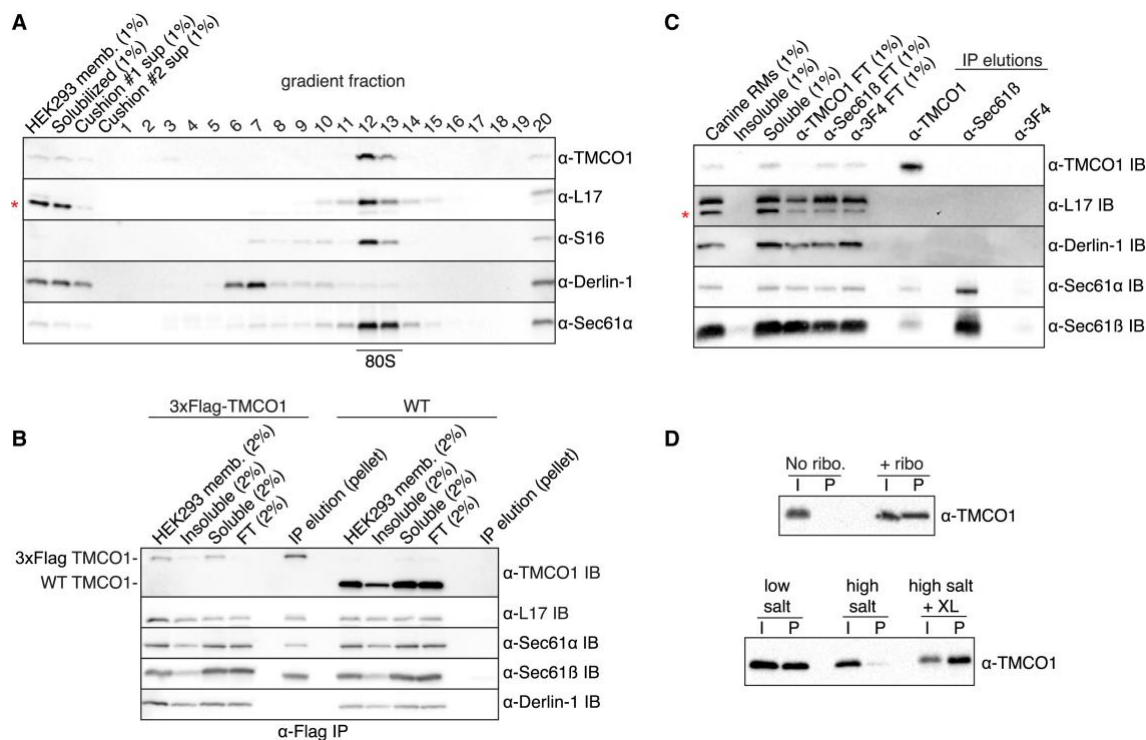 A
HEK293 memb. (1%)
Solubilized (1%)
Cushion #1 sup (1%)
Cushion #2 sup (1%)
gradient fraction
1 2 3 4 5 6 7 8 9 10 11 12 13 14 15 16 17 18 19 20
α-TMCO1
* α-L17
α-S16
α-Derlin-1
α-Sec61α
80S
C
Canine RMs (1%)
Insoluble (1%)
Soluble (1%)
α-TMCO1 FT (1%)
α-Sec61ß FT (1%)
α-3F4 FT (1%)
IP elutions
α-TMCO1
α-Sec61ß
α-3F4
α-TMCO1 IB
α-L17 IB
*
α-Derlin-1 IB
α-Sec61α IB
α-Sec61ß IB
B
3xFlag-TMCO1 WT
HEK293 memb. (2%)
Insoluble (2%)
Soluble (2%)
FT (2%)
IP elution (pellet)
HEK293 memb. (2%)
Insoluble (2%)
Soluble (2%)
FT (2%)
IP elution (pellet)
3xFlag TMCO1-
WT TMCO1-
α-TMCO1 IB
α-L17 IB
α-Sec61α IB
α-Sec61ß IB
α-Derlin-1 IB
α-Flag IP
D
No ribo. + ribo
I P I P
α-TMCO1
low salt
high salt
high salt + XL
I P I P I P
α-TMCO1